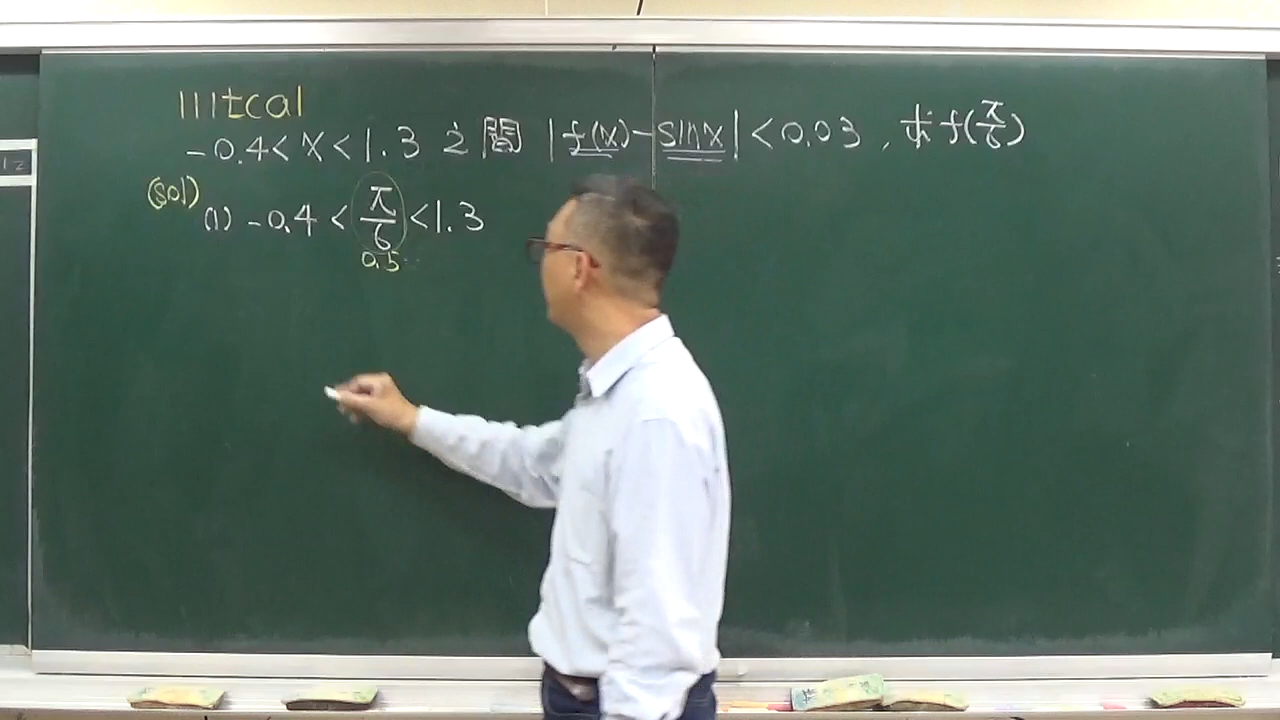 111tcal
-0.4 < x < 1.3 之間 |f(x) - sinx| < 0.03 , 求 f(π/6)
(sol) (1) -0.4 < π/6 < 1.3
0.5...